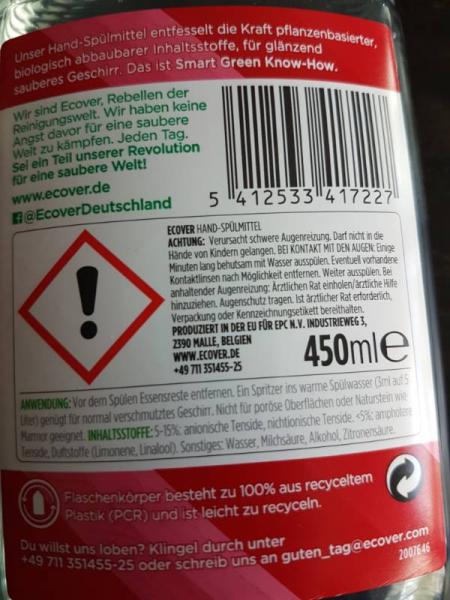 Unser Hand-Spülmittel entfesselt die Kraft pflanzenbasierter,
biologisch abbaubarer Inhaltsstoffe, für glänzend
sauberes Geschirr. Das ist Smart Green Know-How.
Wir sind Ecover, Rebellen der
Reinigungswelt. Wir haben keine
Angst davor für eine saubere
Welt zu kämpfen. Jeden Tag.
Sei ein Teil unserer Revolution
für eine saubere Welt!
www.ecover.de
@EcoverDeutschland
5 412533 417227
ECOVER HAND-SPÜLMITTEL
ACHTUNG: Verursacht schwere Augenreizung. Darf nicht in die
Hände von Kindern gelangen. BEI KONTAKT MIT DEN AUGEN: Einige
Minuten lang behutsam mit Wasser ausspülen. Eventuell vorhandene
Kontaktlinsen nach Möglichkeit entfernen. Weiter ausspülen. Bei
anhaltender Augenreizung: Ärztlichen Rat einholen/ärztliche Hilfe
hinzuziehen. Augenschutz tragen. Ist ärztlicher Rat erforderlich,
Verpackung oder Kennzeichnungsetikett bereithalten.
PRODUZIERT IN DER EU FÜR EPC N.V. INDUSTRIEWEG 3,
2390 MALLE, BELGIEN
WWW.ECOVER.DE
+49 711 351455-25
450ml e
ANWENDUNG: Vor dem Spülen Essensreste entfernen. Ein Spritzer ins warme Spülwasser (3ml auf 5
Liter) genügt für normal verschmutztes Geschirr. Nicht für poröse Oberflächen oder Naturstein wie
Marmor geeignet. INHALTSSTOFFE: 5-15%: anionische Tenside, nichtionische Tenside. <5%: amphotere
Tenside, Duftstoffe (Limonene, Linalool). Sonstiges: Wasser, Milchsäure, Alkohol, Zitronensäure.
Flaschenkörper besteht zu 100% aus recyceltem
Plastik (PCR) und ist leicht zu recyceln.
Du willst uns loben? Klingel durch unter
+49 711 351455-25 oder schreib uns an guten_tag@ecover.com
2007646